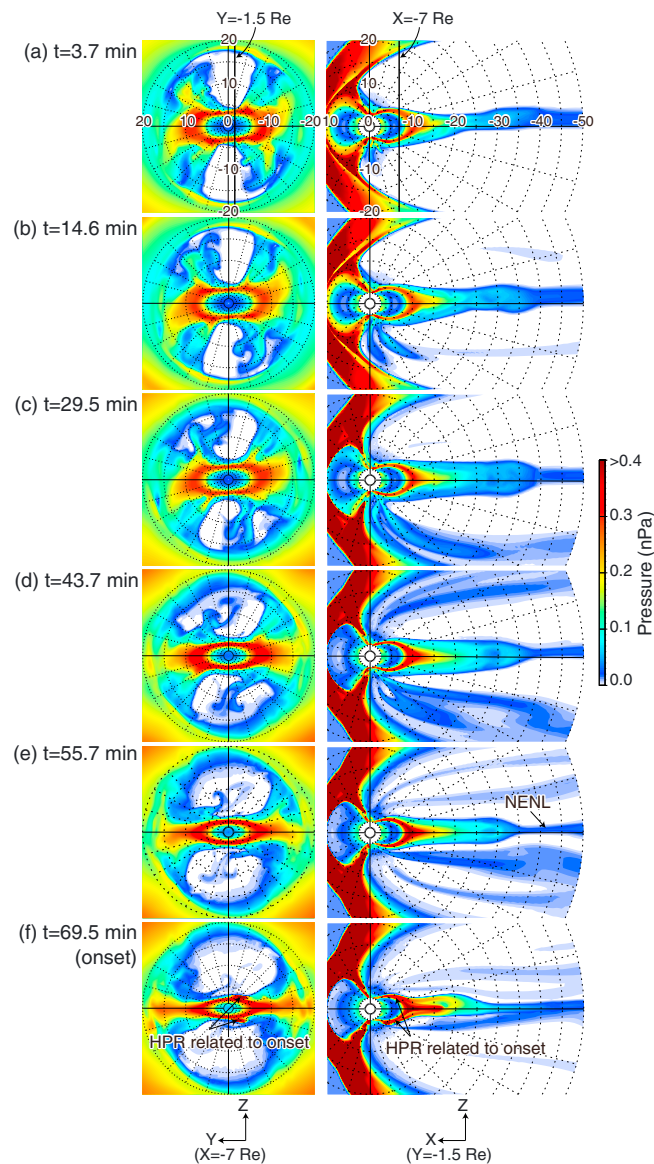 Y=-1.5 Re
X=-7 Re
(a) t=3.7 min
20
10
20 10 0 -10 -20
-10
-20
20
10
10 0 -10 -20 -30 -40 -50
-10
-20
(b) t=14.6 min
(c) t=29.5 min
>0.4
0.3
0.2
0.1
0.0
Pressure (nPa)
(d) t=43.7 min
(e) t=55.7 min
NENL
(f) t=69.5 min
(onset)
HPR related to onset
HPR related to onset
Z
Y
(X=-7 Re)
Z
X
(Y=-1.5 Re)